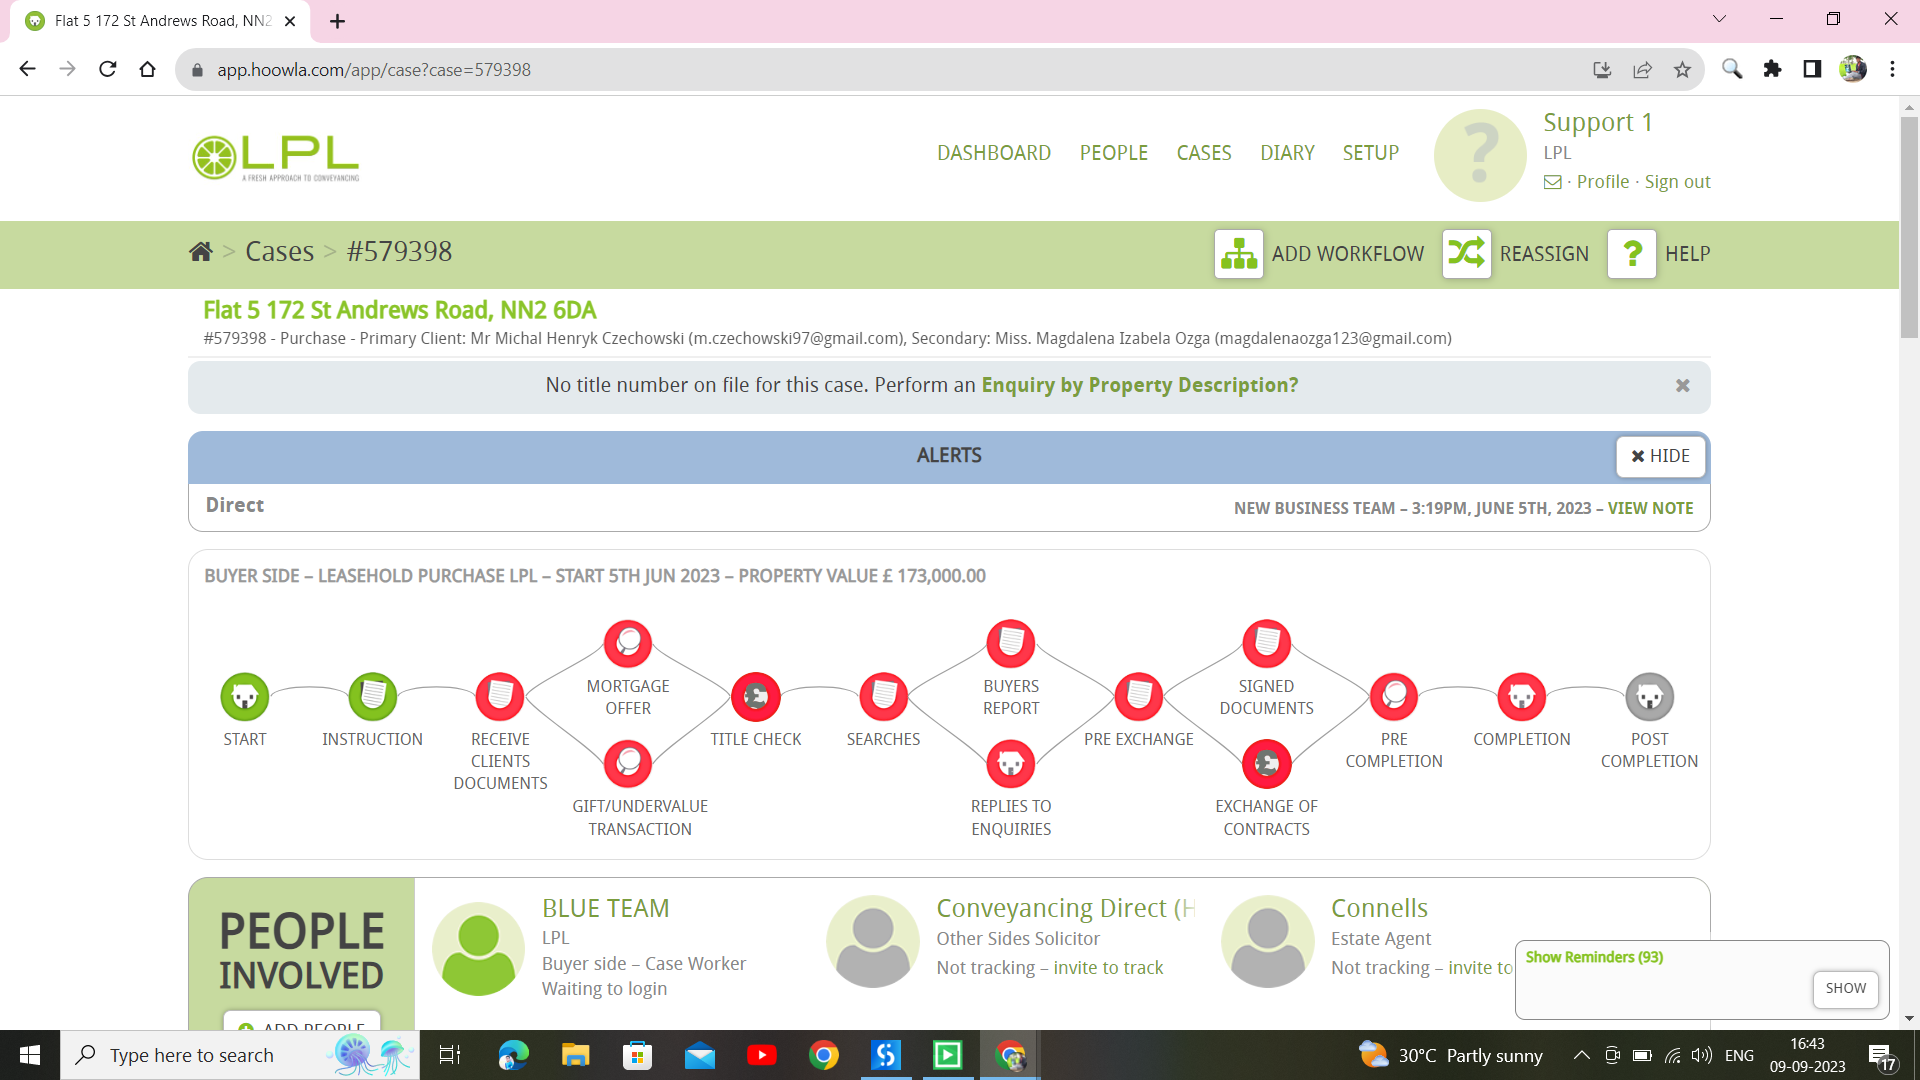 Flat 5 172 St Andrews Road, NN2
app.hoowla.com/app/case?case=579398
LPL
A FRESH APPROACH TO CONVEYANCING
DASHBOARD PEOPLE CASES DIARY SETUP
?
Support 1
LPL
· Profile · Sign out
> Cases > #579398
ADD WORKFLOW REASSIGN ? HELP
Flat 5 172 St Andrews Road, NN2 6DA
#579398 - Purchase - Primary Client: Mr Michal Henryk Czechowski (m.czechowski97@gmail.com), Secondary: Miss. Magdalena Izabela Ozga (magdalenaozga123@gmail.com)
No title number on file for this case. Perform an Enquiry by Property Description?
ALERTS
HIDE
Direct
NEW BUSINESS TEAM – 3:19PM, JUNE 5TH, 2023 – VIEW NOTE
BUYER SIDE – LEASEHOLD PURCHASE LPL – START 5TH JUN 2023 – PROPERTY VALUE £ 173,000.00
START
INSTRUCTION
RECEIVE
CLIENTS
DOCUMENTS
MORTGAGE
OFFER
GIFT/UNDERVALUE
TRANSACTION
TITLE CHECK
SEARCHES
BUYERS
REPORT
REPLIES TO
ENQUIRIES
PRE EXCHANGE
SIGNED
DOCUMENTS
EXCHANGE OF
CONTRACTS
PRE
COMPLETION
COMPLETION
POST
COMPLETION
PEOPLE
INVOLVED
ADD PEOPLE
BLUE TEAM
LPL
Buyer side – Case Worker
Waiting to login
Conveyancing Direct (H
Other Sides Solicitor
Not tracking – invite to track
Connells
Estate Agent
Not tracking – invite to
Show Reminders (93)
SHOW
Type here to search
30°C Partly sunny
ENG
16:43
09-09-2023
17